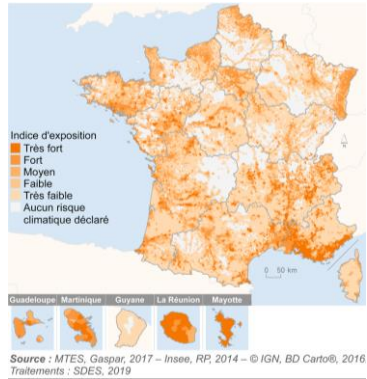 Indice d'exposition
Très fort
Fort
Moyen
Faible
Très faible
Aucun risque
climatique déclaré
0 50 km
Guadeloupe Martinique Guyane La Réunion Mayotte
Source : MTES, Gaspar, 2017 – Insee, RP, 2014 – © IGN, BD Carto®, 2016.
Traitements : SDES, 2019